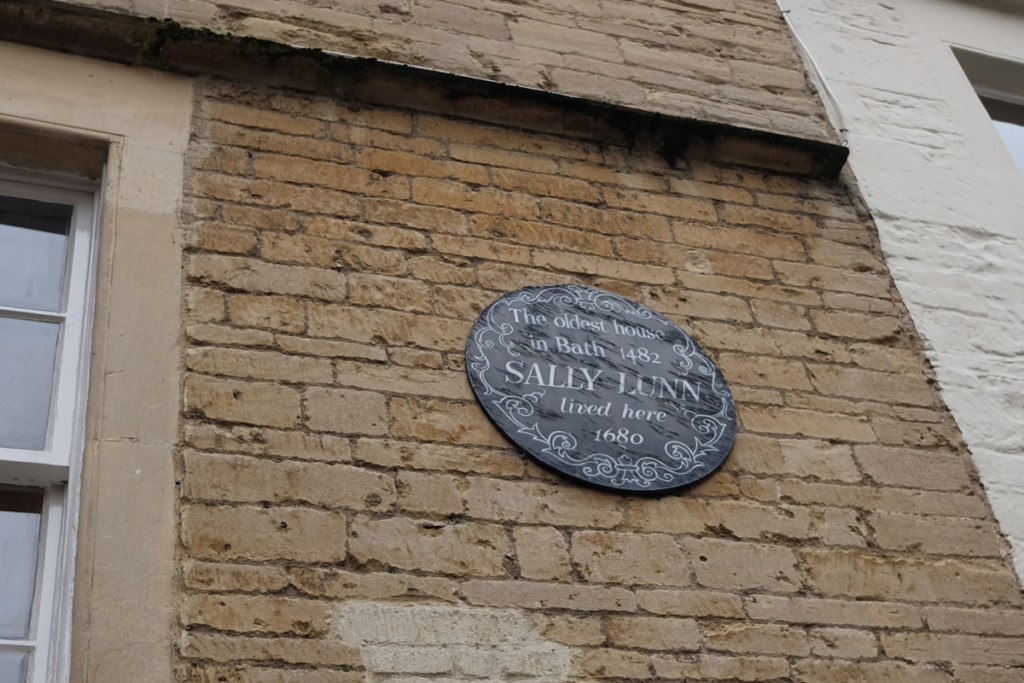 The oldest house
in Bath 1482
SALLY LUNN
lived here
1680